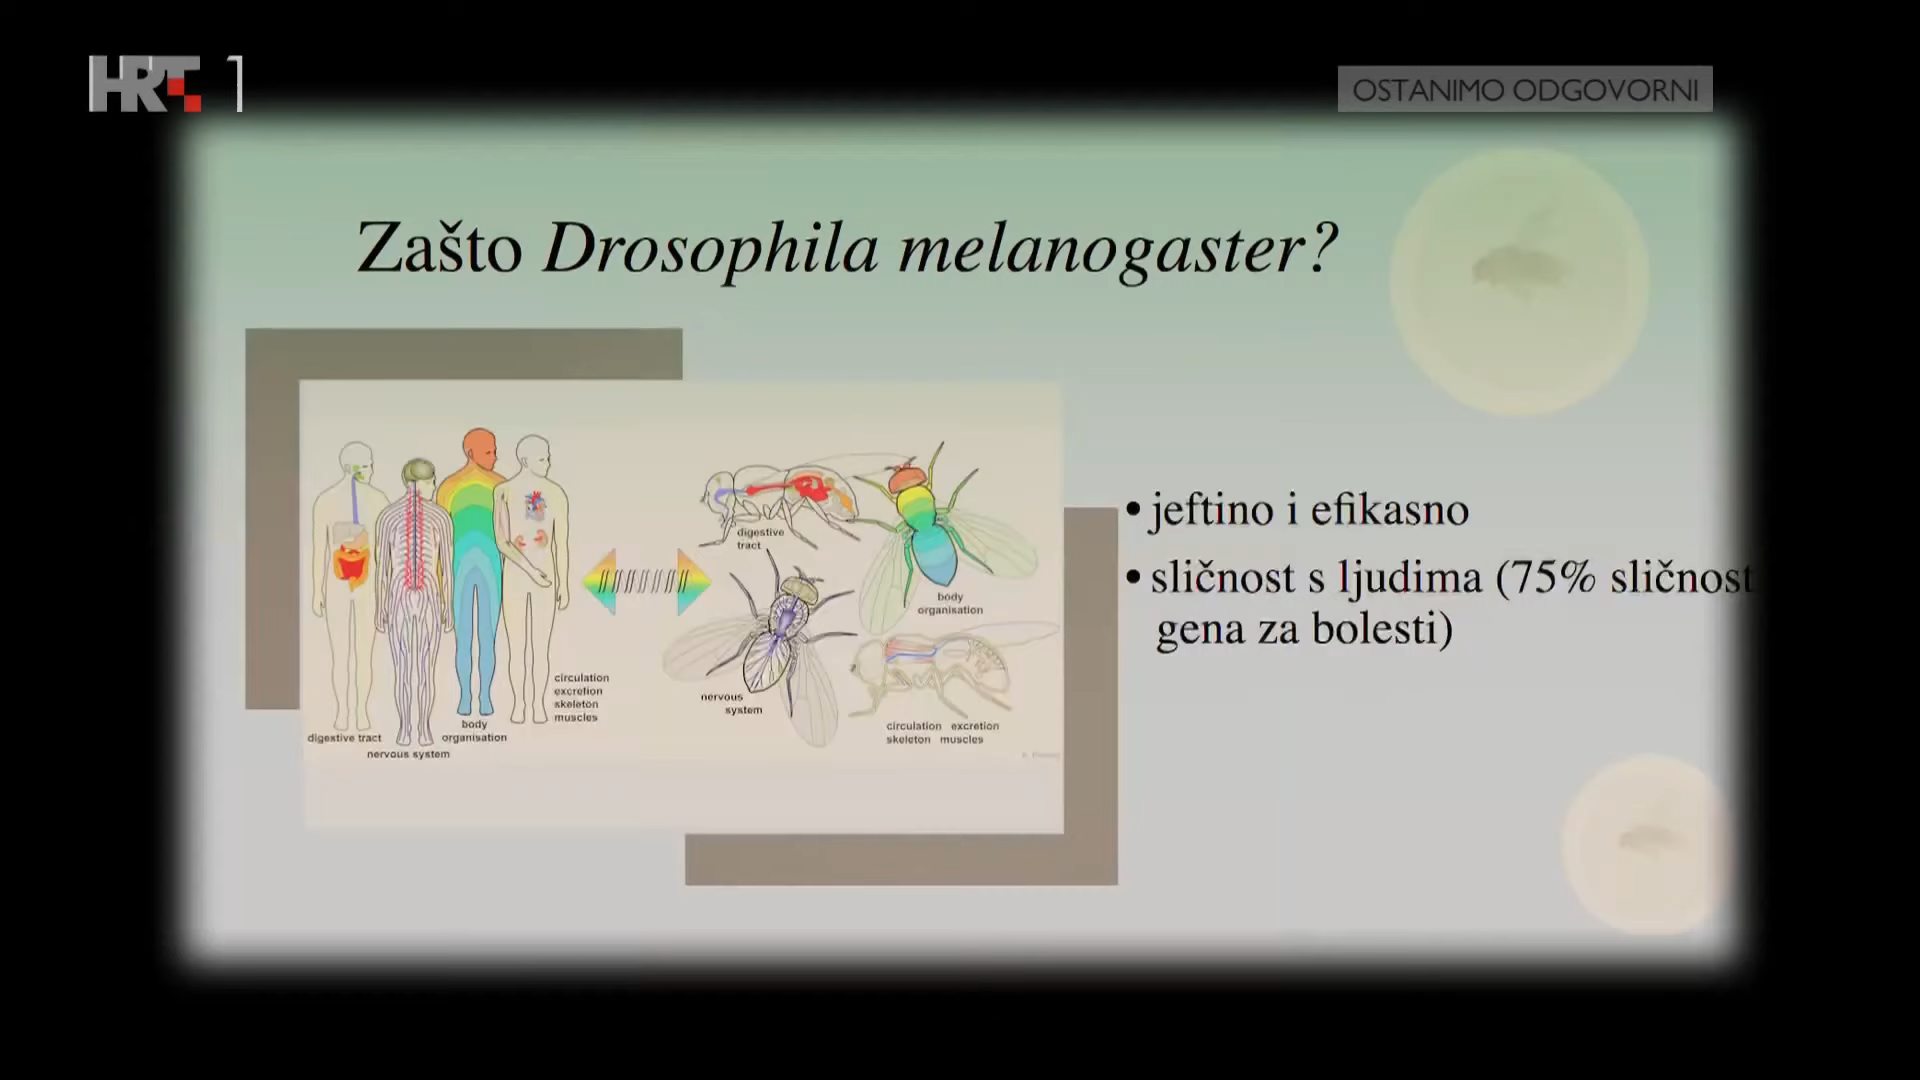 HRT 1
OSTANIMO ODGOVORNI
Zašto Drosophila melanogaster?
digestive tract
nervous system
body
organisation
circulation
excretion
skeleton
muscles
digestive
tract
body
organisation
nervous
system
circulation excretion
skeleton muscles
• jeftino i efikasno
• sličnost s ljudima (75% sličnost
gena za bolesti)